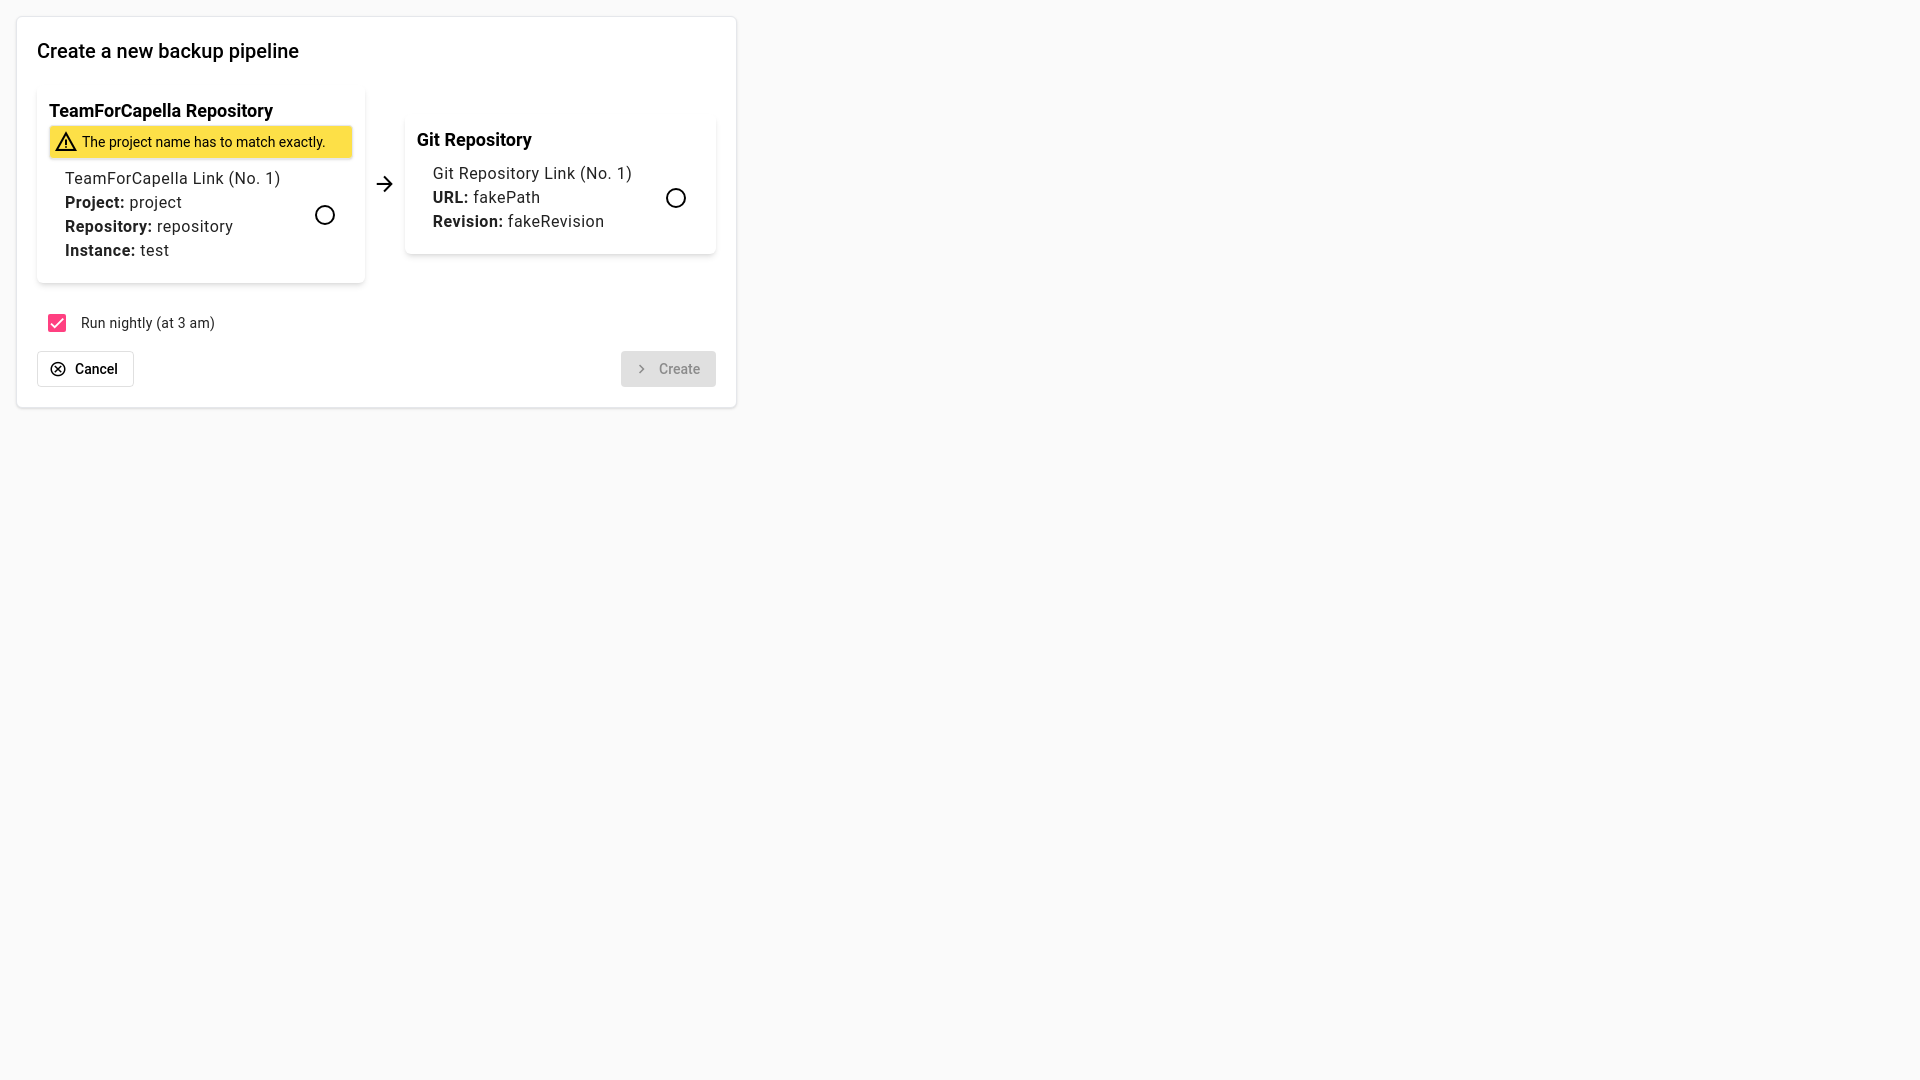 Create a new backup pipeline
TeamForCapella Repository
The project name has to match exactly.
TeamForCapella Link (No. 1)
Project: project
Repository: repository
Instance: test
Git Repository
Git Repository Link (No. 1)
URL: fakePath
Revision: fakeRevision
Run nightly (at 3 am)
Cancel
Create